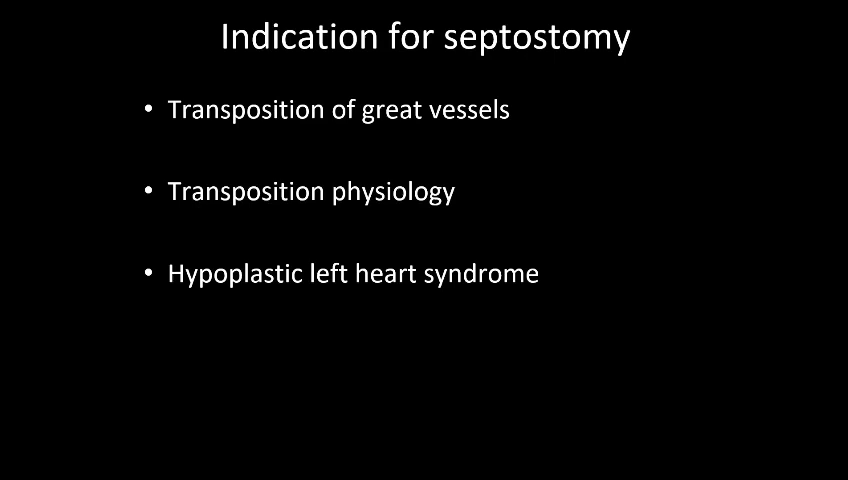 Indication for septostomy
• Transposition of great vessels
• Transposition physiology
• Hypoplastic left heart syndrome